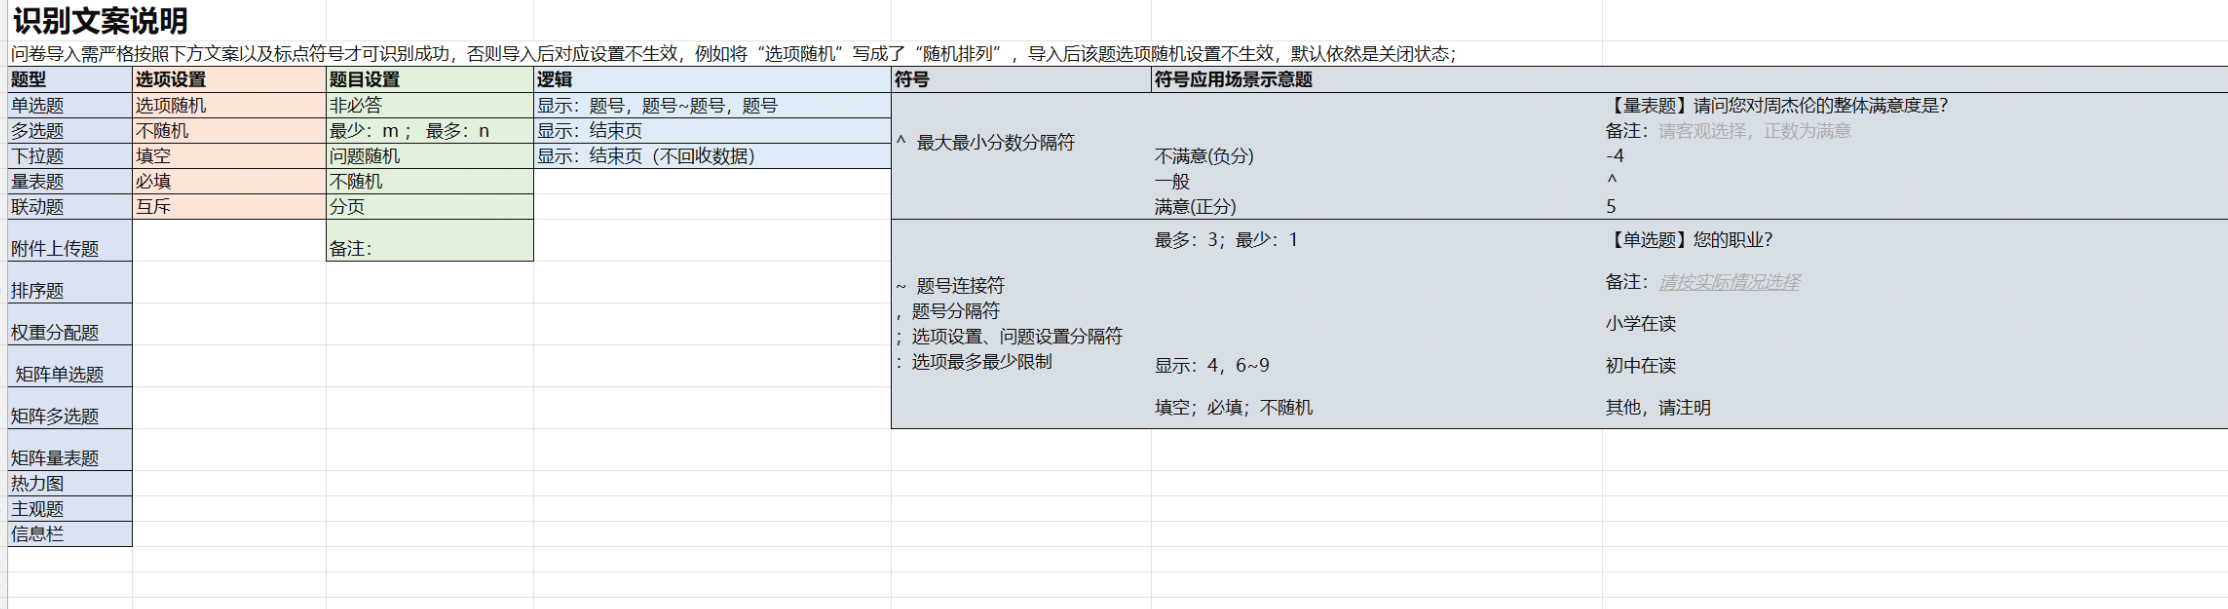 识别文案说明
问卷导入需严格按照下方文案以及标点符号才可识别成功，否则导入后对应设置不生效，例如将“选项随机”写成了“随机排列”，导入后该题选项随机设置不生效，默认依然是关闭状态；
题型 选项设置 题目设置 逻辑 符号 符号应用场景示意题
单选题 选项随机 非必答 显示：题号，题号~题号，题号 【量表题】请问您对周杰伦的整体满意度是？
多选题 不随机 最少：m； 最多：n 显示：结束页 ^ 最大最小分数分隔符 备注：请客观选择，正数为满意
下拉题 填空 问题随机 显示：结束页（不回收数据） 不满意(负分) -4
量表题 必填 不随机 一般 ^
联动题 互斥 分页 满意(正分) 5
附件上传题 备注： 最多：3；最少：1 【单选题】您的职业？
排序题 ~ 题号连接符 备注：请按实际情况选择
，题号分隔符
权重分配题 ；选项设置、问题设置分隔符 小学在读
矩阵单选题 ：选项最多最少限制 显示：4，6~9 初中在读
矩阵多选题 填空；必填；不随机 其他，请注明
矩阵量表题
热力图
主观题
信息栏